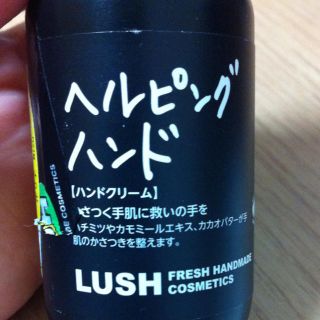 ヘルピング
ハンド
【ハンドクリーム】
かさつく手肌に救いの手を
ハチミツやカモミールエキス、カカオバターが手
肌のかさつきを整えます。
LUSH FRESH HANDMADE
COSMETICS
COSMETICS